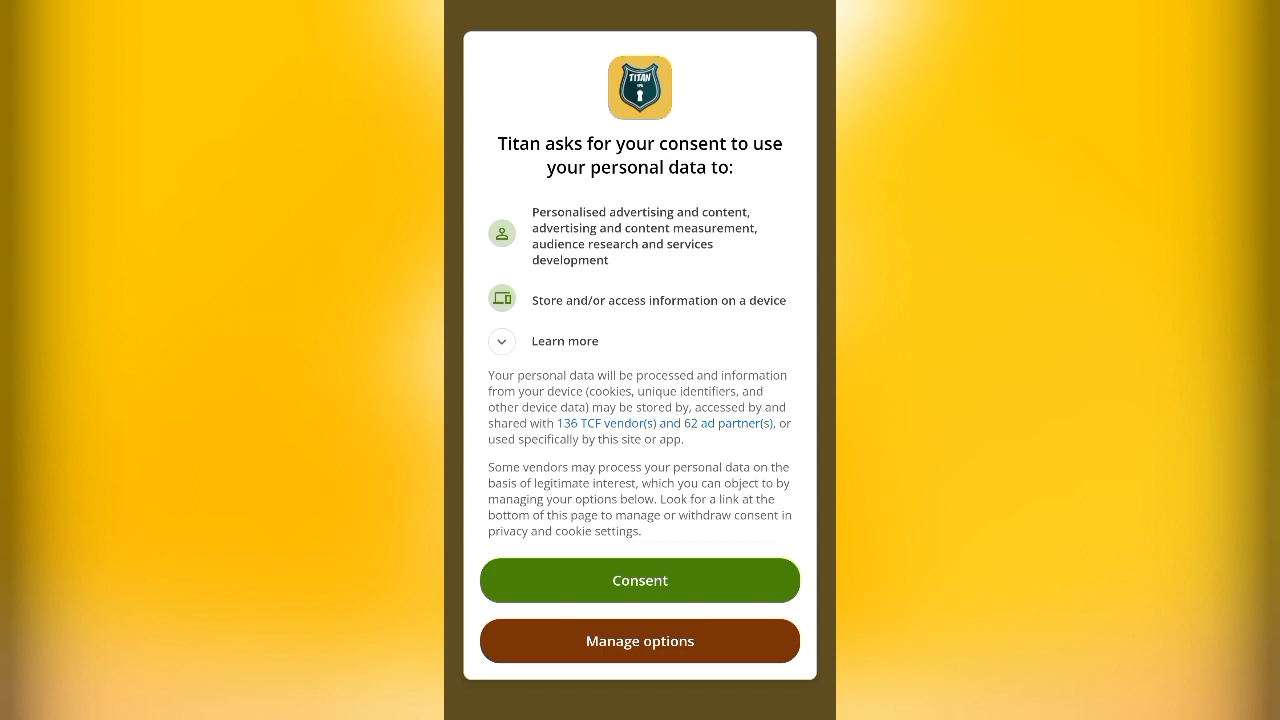 TITAN
Titan asks for your consent to use
your personal data to:
Personalised advertising and content,
advertising and content measurement,
audience research and services
development
Store and/or access information on a device
Learn more
Your personal data will be processed and information
from your device (cookies, unique identifiers, and
other device data) may be stored by, accessed by and
shared with 136 TCF vendor(s) and 62 ad partner(s), or
used specifically by this site or app.
Some vendors may process your personal data on the
basis of legitimate interest, which you can object to by
managing your options below. Look for a link at the
bottom of this page to manage or withdraw consent in
privacy and cookie settings.
Consent
Manage options